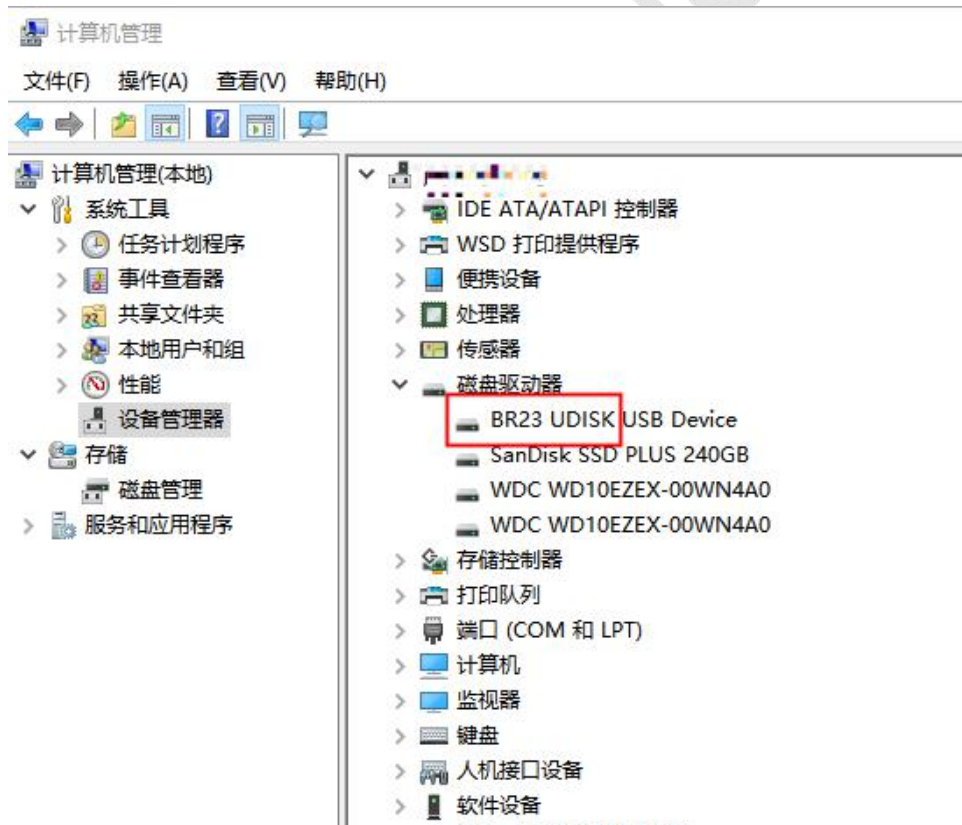 计算机管理
文件(F) 操作(A) 查看(V) 帮助(H)
计算机管理(本地)
系统工具
任务计划程序
事件查看器
共享文件夹
本地用户和组
性能
设备管理器
存储
磁盘管理
服务和应用程序
IDE ATA/ATAPI 控制器
WSD 打印提供程序
便携设备
处理器
传感器
磁盘驱动器
BR23 UDISK USB Device
SanDisk SSD PLUS 240GB
WDC WD10EZEX-00WN4A0
WDC WD10EZEX-00WN4A0
存储控制器
打印队列
端口 (COM 和 LPT)
计算机
监视器
键盘
人机接口设备
软件设备